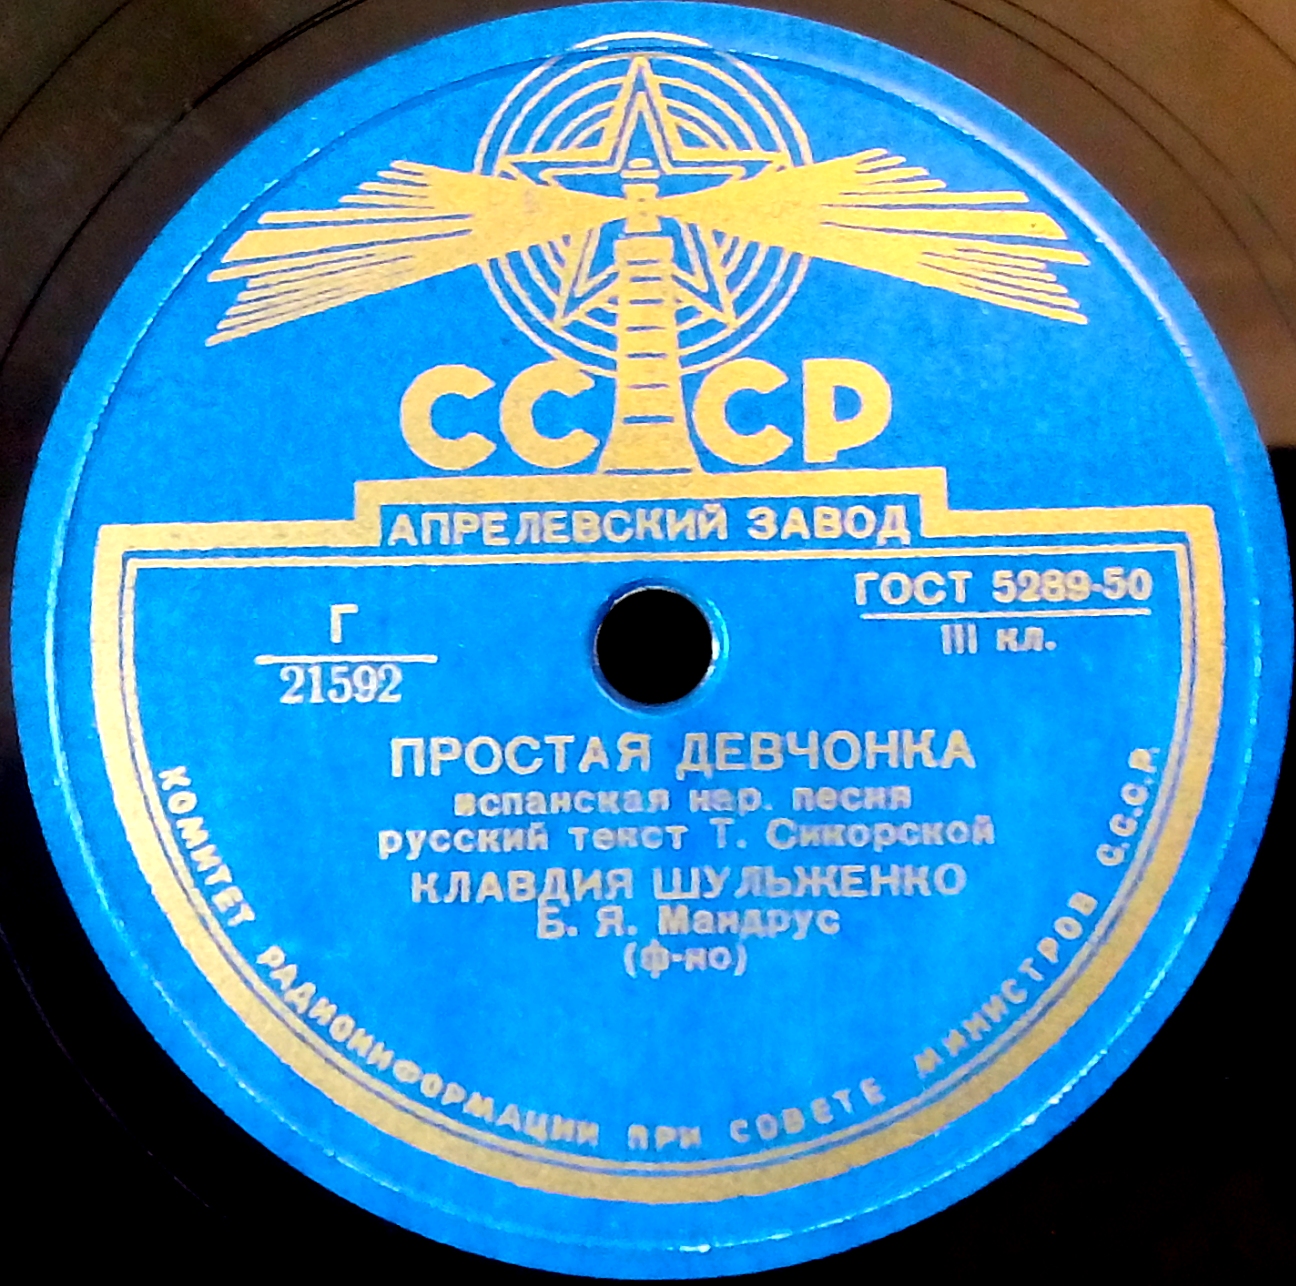 СССР
АПРЕЛЕВСКИЙ ЗАВОД
ГОСТ 5289-50
III кл.
Г
21592
ПРОСТАЯ ДЕВЧОНКА
испанская нар. песня
русский текст Т. Сикорской
КЛАВДИЯ ШУЛЬЖЕНКО
Б. Я. Мандрус
(ф-но)
КОМИТЕТ РАДИОИНФОРМАЦИИ ПРИ СОВЕТЕ МИНИСТРОВ С.С.С.Р.